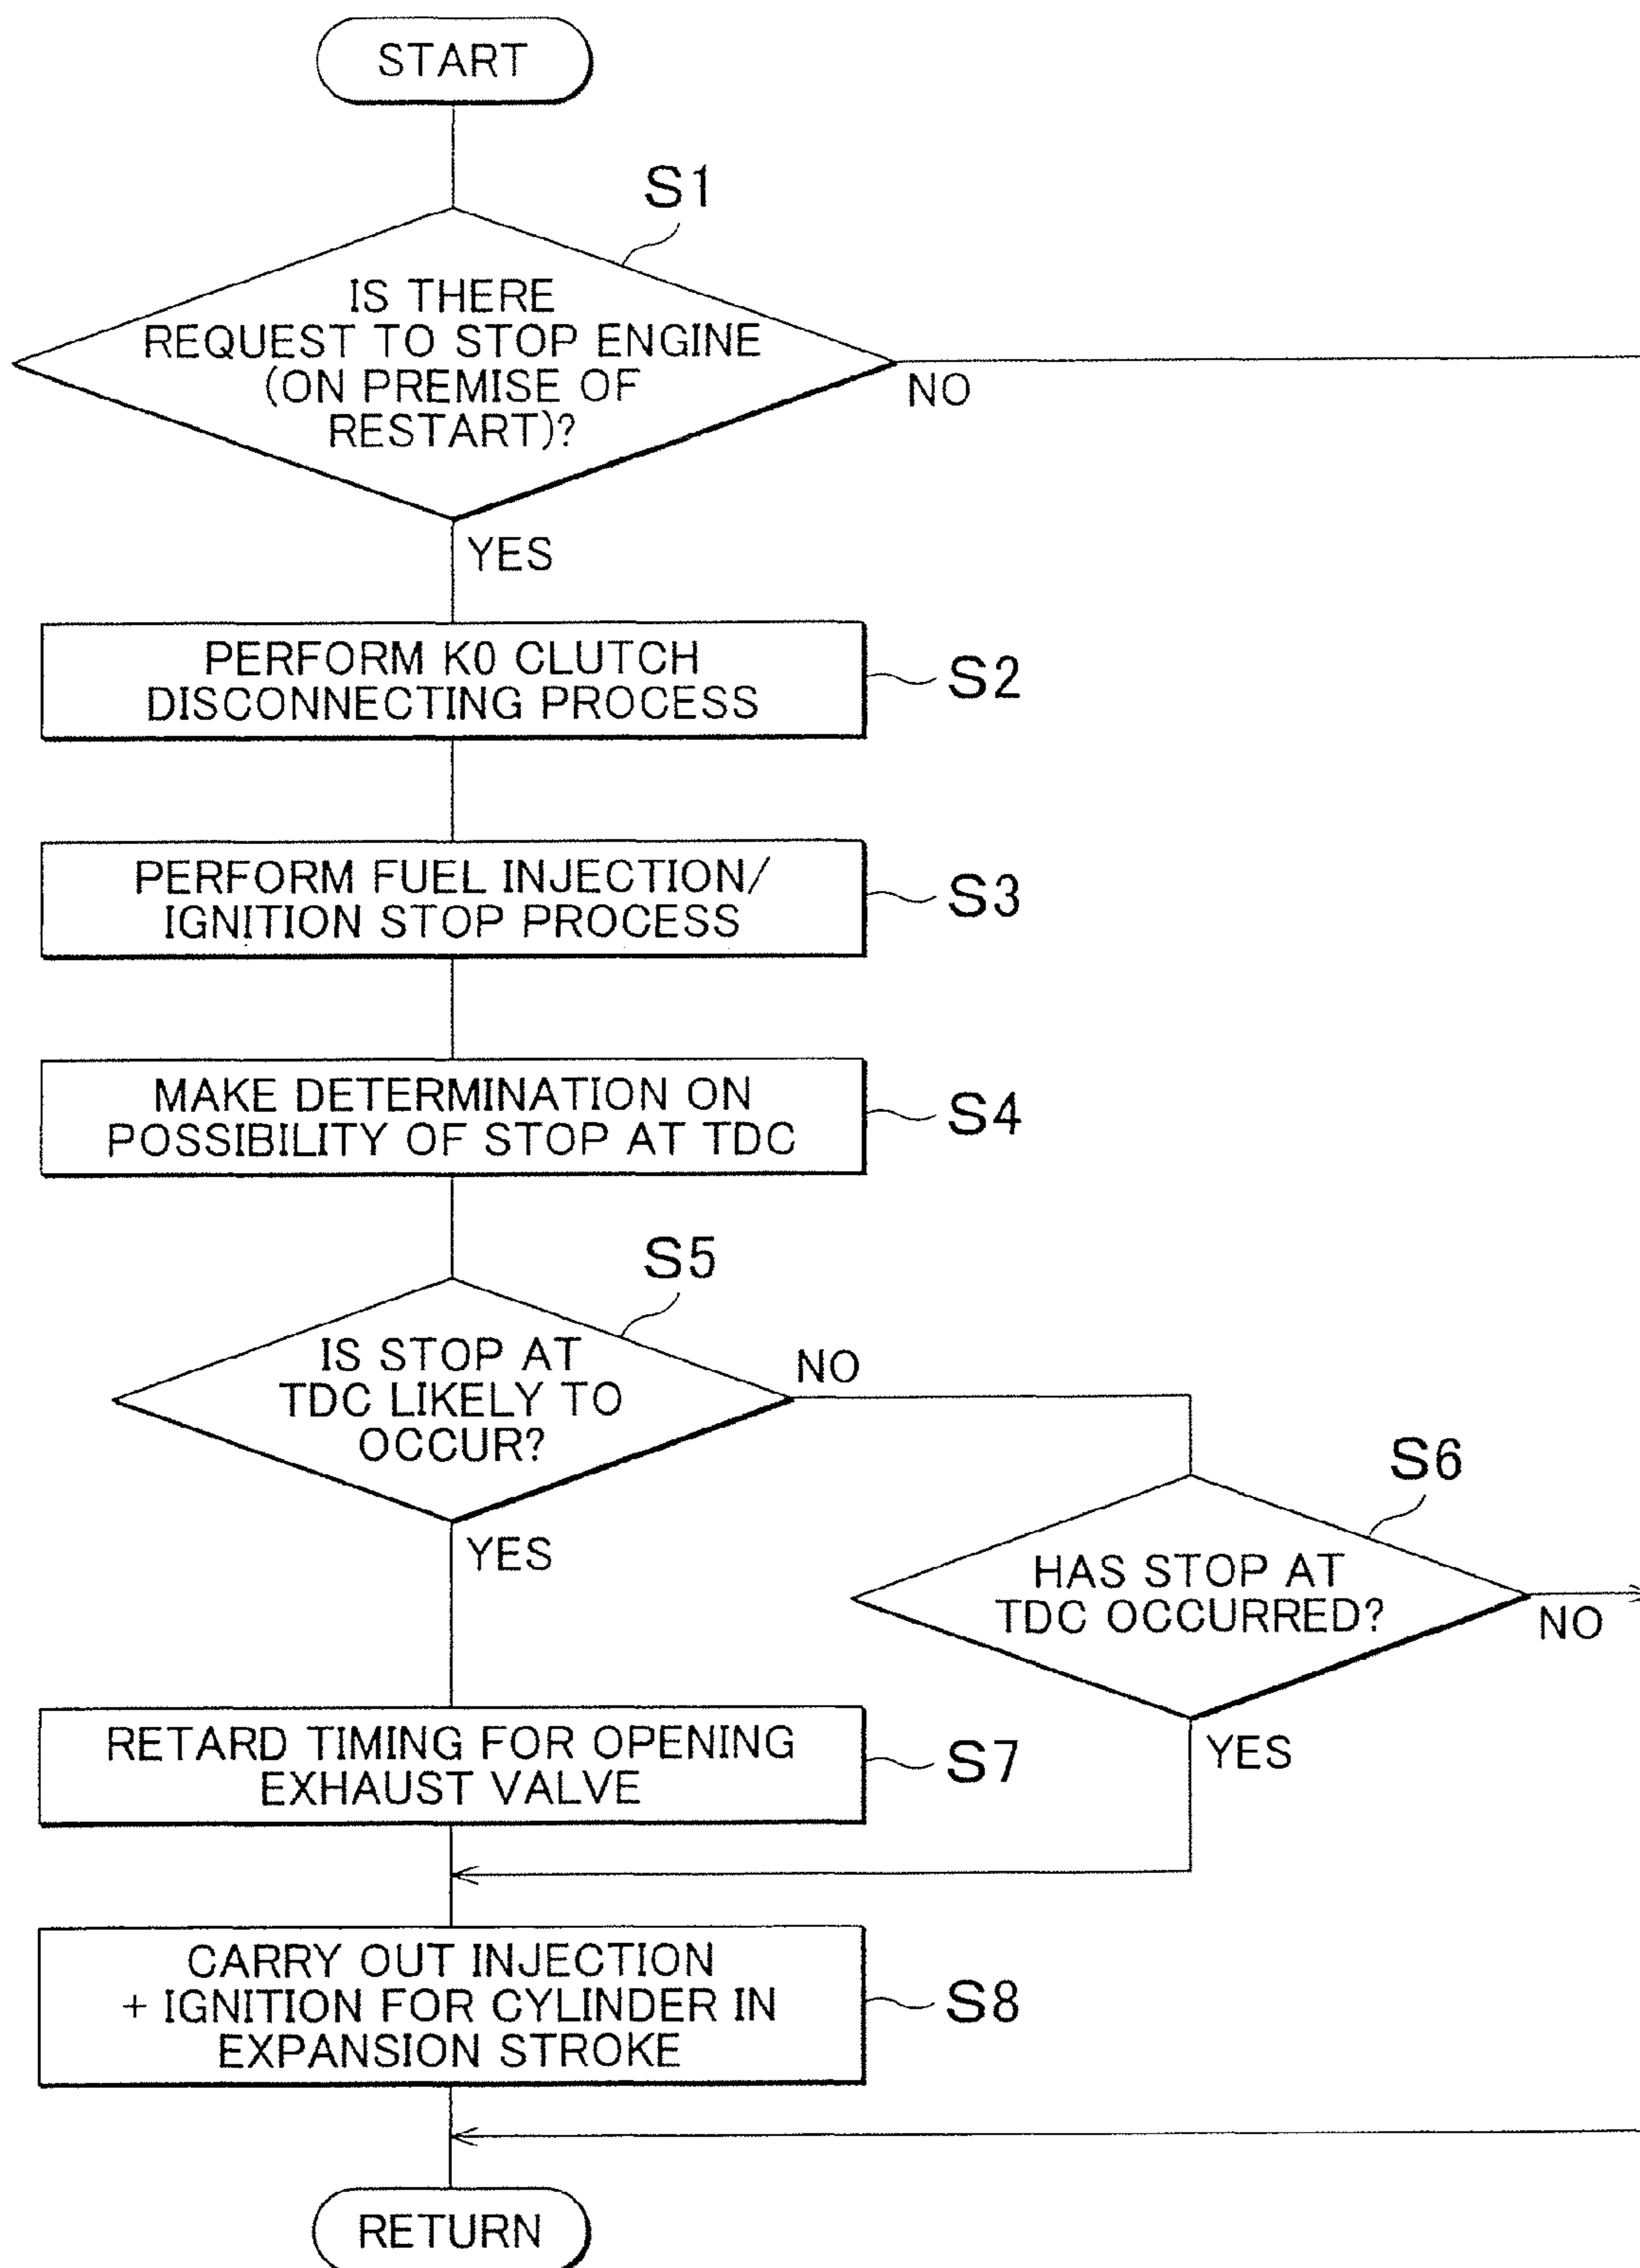 START
S1
IS THERE
REQUEST TO STOP ENGINE
(ON PREMISE OF
RESTART)?
NO
YES
PERFORM K0 CLUTCH
DISCONNECTING PROCESS
S2
PERFORM FUEL INJECTION/
IGNITION STOP PROCESS
S3
MAKE DETERMINATION ON
POSSIBILITY OF STOP AT TDC
S4
S5
IS STOP AT
TDC LIKELY TO
OCCUR?
NO
YES
S6
HAS STOP AT
TDC OCCURRED?
NO
YES
RETARD TIMING FOR OPENING
EXHAUST VALVE
S7
CARRY OUT INJECTION
+ IGNITION FOR CYLINDER IN
EXPANSION STROKE
S8
RETURN